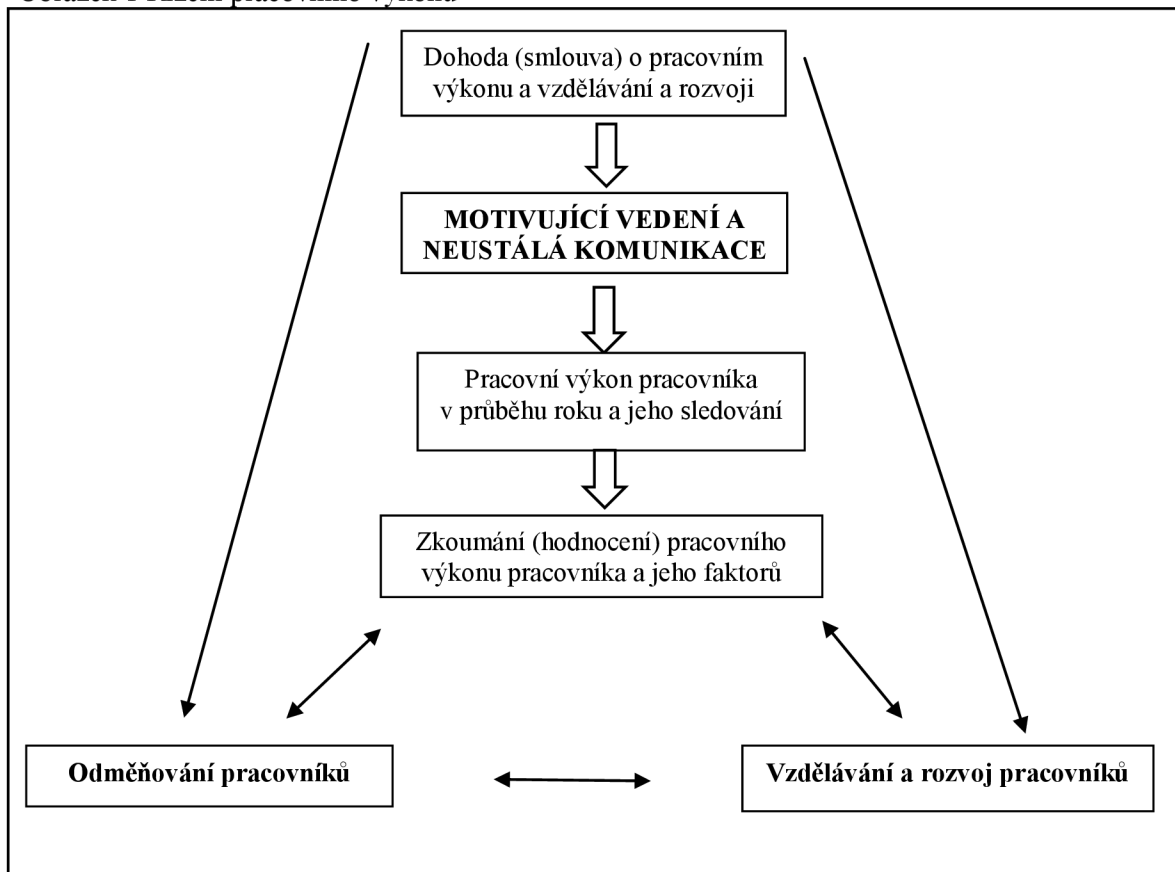 Dohoda (smlouva) o pracovním
výkonu a vzdělávání a rozvoji
MOTIVUJÍCÍ VEDENÍ A
NEUSTÁLÁ KOMUNIKACE
Pracovní výkon pracovníka
v průběhu roku a jeho sledování
Zkoumání (hodnocení) pracovního
výkonu pracovníka a jeho faktorů
Odměňování pracovníků
Vzdělávání a rozvoj pracovníků